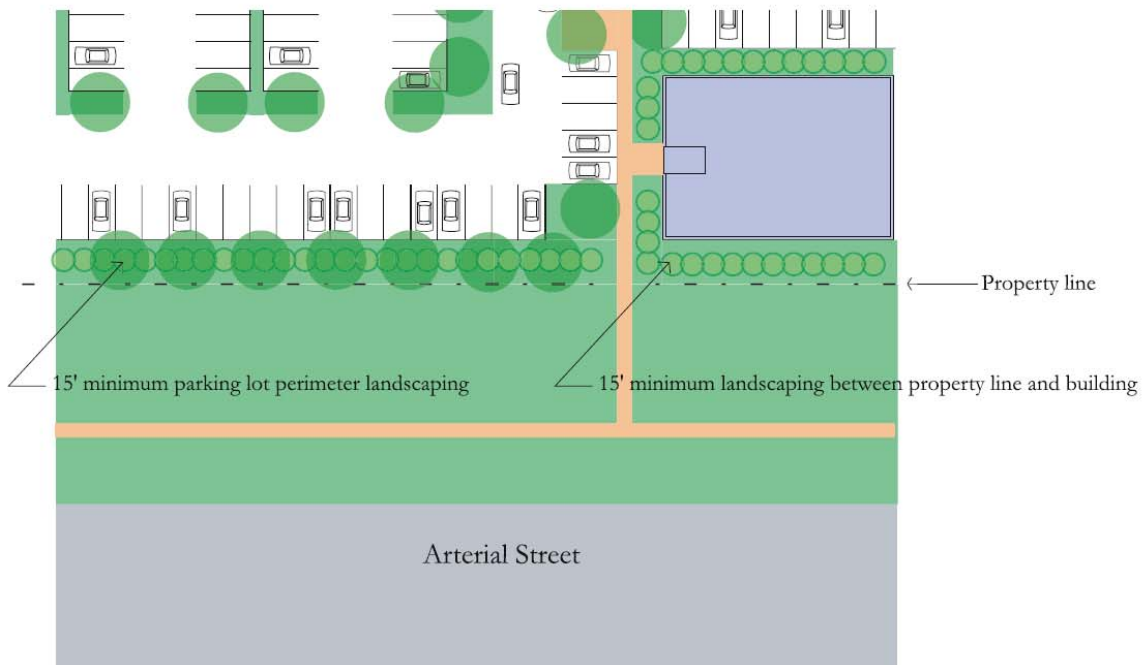 Property line
15' minimum parking lot perimeter landscaping
15' minimum landscaping between property line and building
Arterial Street